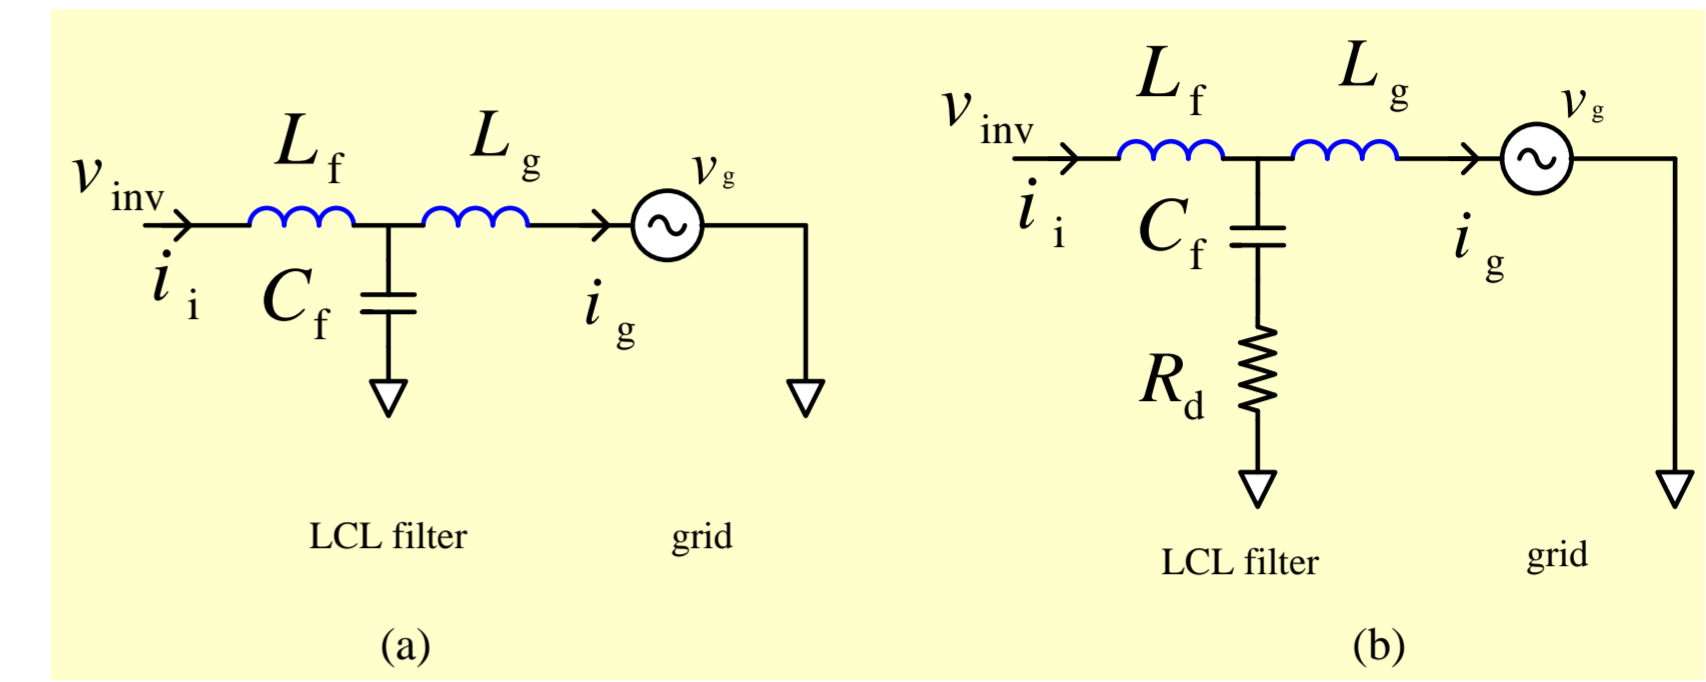 L f
L g
v g
v inv
i i
C f
i g
LCL filter
grid
(a)
L f
L g
v g
v inv
i i
C f
i g
R d
LCL filter
grid
(b)